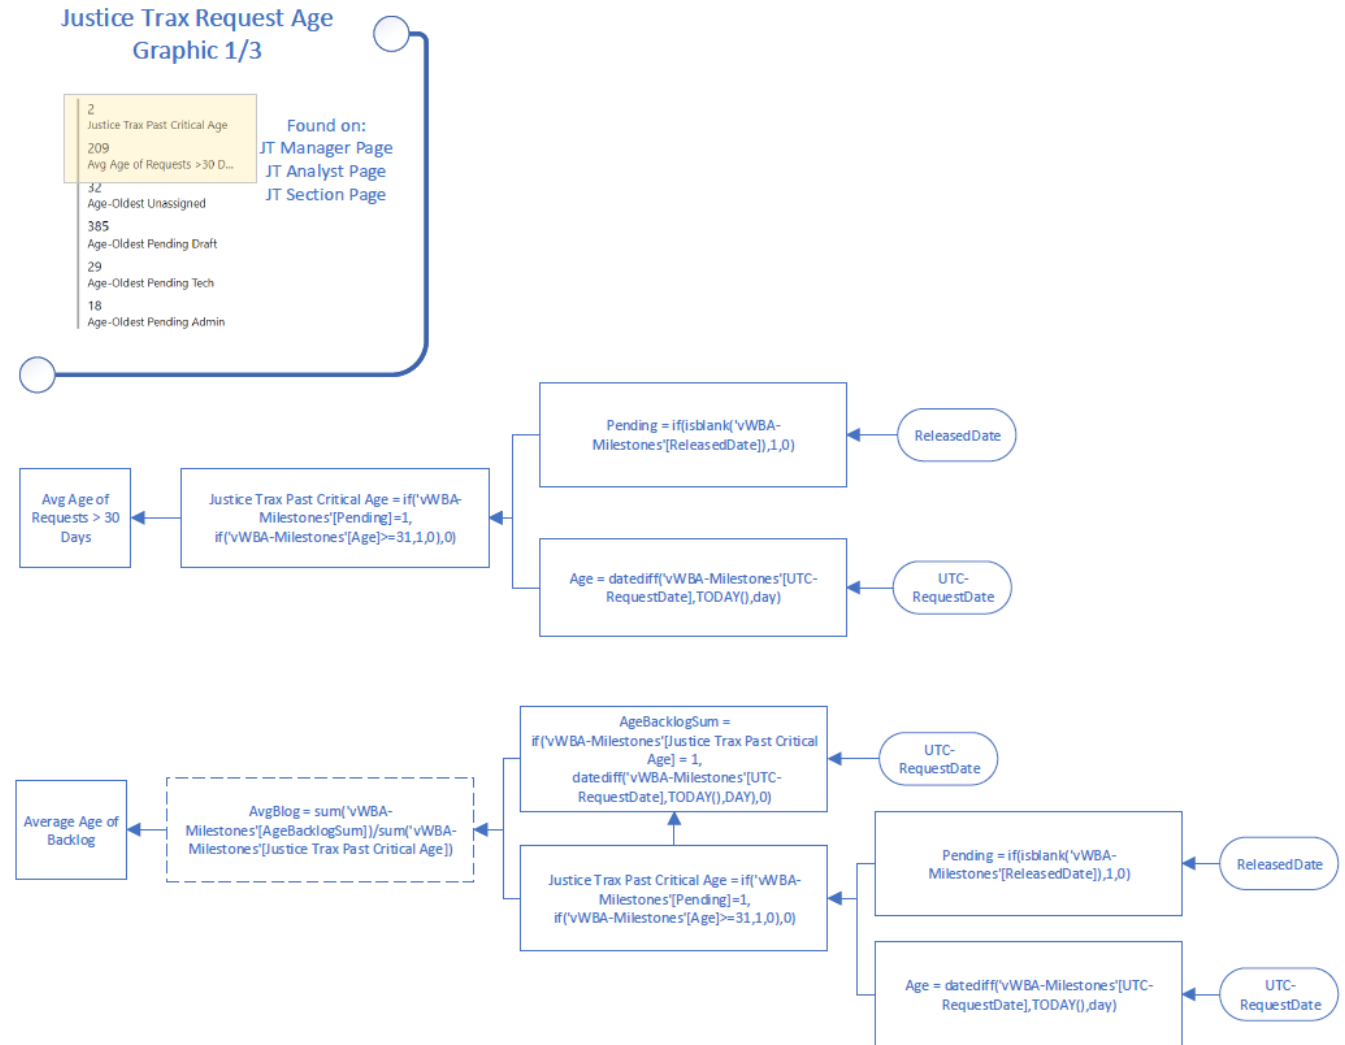 Justice Trax Request Age
Graphic 1/3
2
Justice Trax Past Critical Age
209
Avg Age of Requests >30 D...
32
Age-Oldest Unassigned
385
Age-Oldest Pending Draft
29
Age-Oldest Pending Tech
18
Age-Oldest Pending Admin
Found on:
JT Manager Page
JT Analyst Page
JT Section Page
Avg Age of
Requests > 30
Days
Justice Trax Past Critical Age = if('vWBA-
Milestones'[Pending]=1,
if('vWBA-Milestones'[Age]>=31,1,0),0)
Pending = if(isblank('vWBA-
Milestones'[ReleasedDate]),1,0)
ReleasedDate
Age = datediff('vWBA-Milestones'[UTC-
RequestDate],TODAY(),day)
UTC-
RequestDate
Average Age of
Backlog
AvgBlog = sum('vWBA-
Milestones'[AgeBacklogSum])/sum('vWBA-
Milestones'[Justice Trax Past Critical Age])
AgeBacklogSum =
if('vWBA-Milestones'[Justice Trax Past Critical
Age] = 1,
datediff('vWBA-Milestones'[UTC-
RequestDate],TODAY(),DAY),0)
UTC-
RequestDate
Justice Trax Past Critical Age = if('vWBA-
Milestones'[Pending]=1,
if('vWBA-Milestones'[Age]>=31,1,0),0)
Pending = if(isblank('vWBA-
Milestones'[ReleasedDate]),1,0)
ReleasedDate
Age = datediff('vWBA-Milestones'[UTC-
RequestDate],TODAY(),day)
UTC-
RequestDate